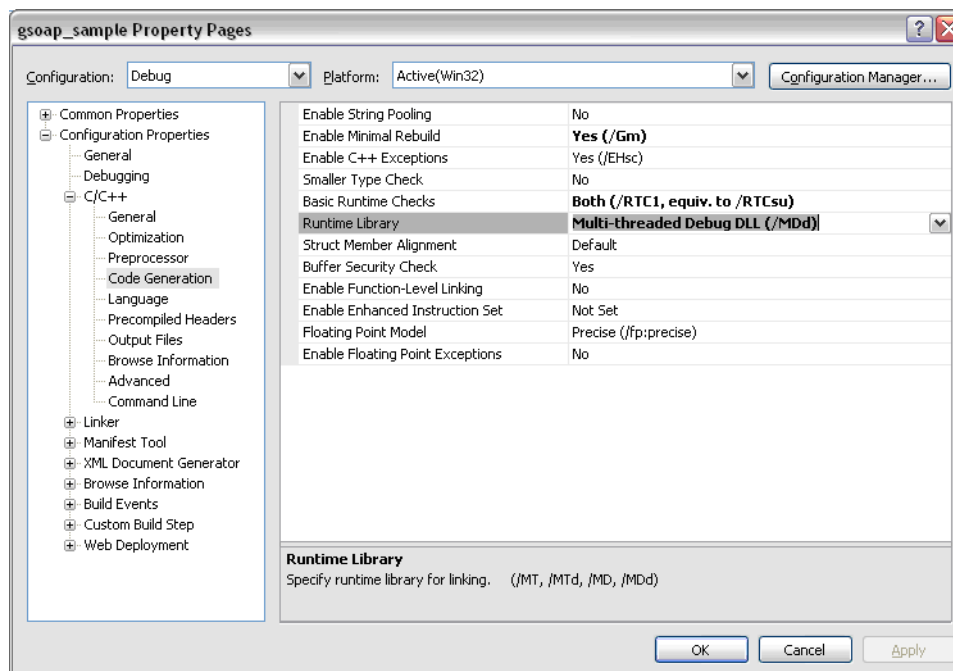 gsoap_sample Property Pages
Configuration: Debug Platform: Active(Win32) Configuration Manager...
Common Properties
Configuration Properties
General
Debugging
C/C++
General
Optimization
Preprocessor
Code Generation
Language
Precompiled Headers
Output Files
Browse Information
Advanced
Command Line
Linker
Manifest Tool
XML Document Generator
Browse Information
Build Events
Custom Build Step
Web Deployment
Enable String Pooling No
Enable Minimal Rebuild Yes (/Gm)
Enable C++ Exceptions Yes (/EHsc)
Smaller Type Check No
Basic Runtime Checks Both (/RTC1, equiv. to /RTCsu)
Runtime Library Multi-threaded Debug DLL (/MDd)
Struct Member Alignment Default
Buffer Security Check Yes
Enable Function-Level Linking No
Enable Enhanced Instruction Set Not Set
Floating Point Model Precise (/fp:precise)
Enable Floating Point Exceptions No
Runtime Library
Specify runtime library for linking. (/MT, /MTd, /MD, /MDd)
OK Cancel Apply